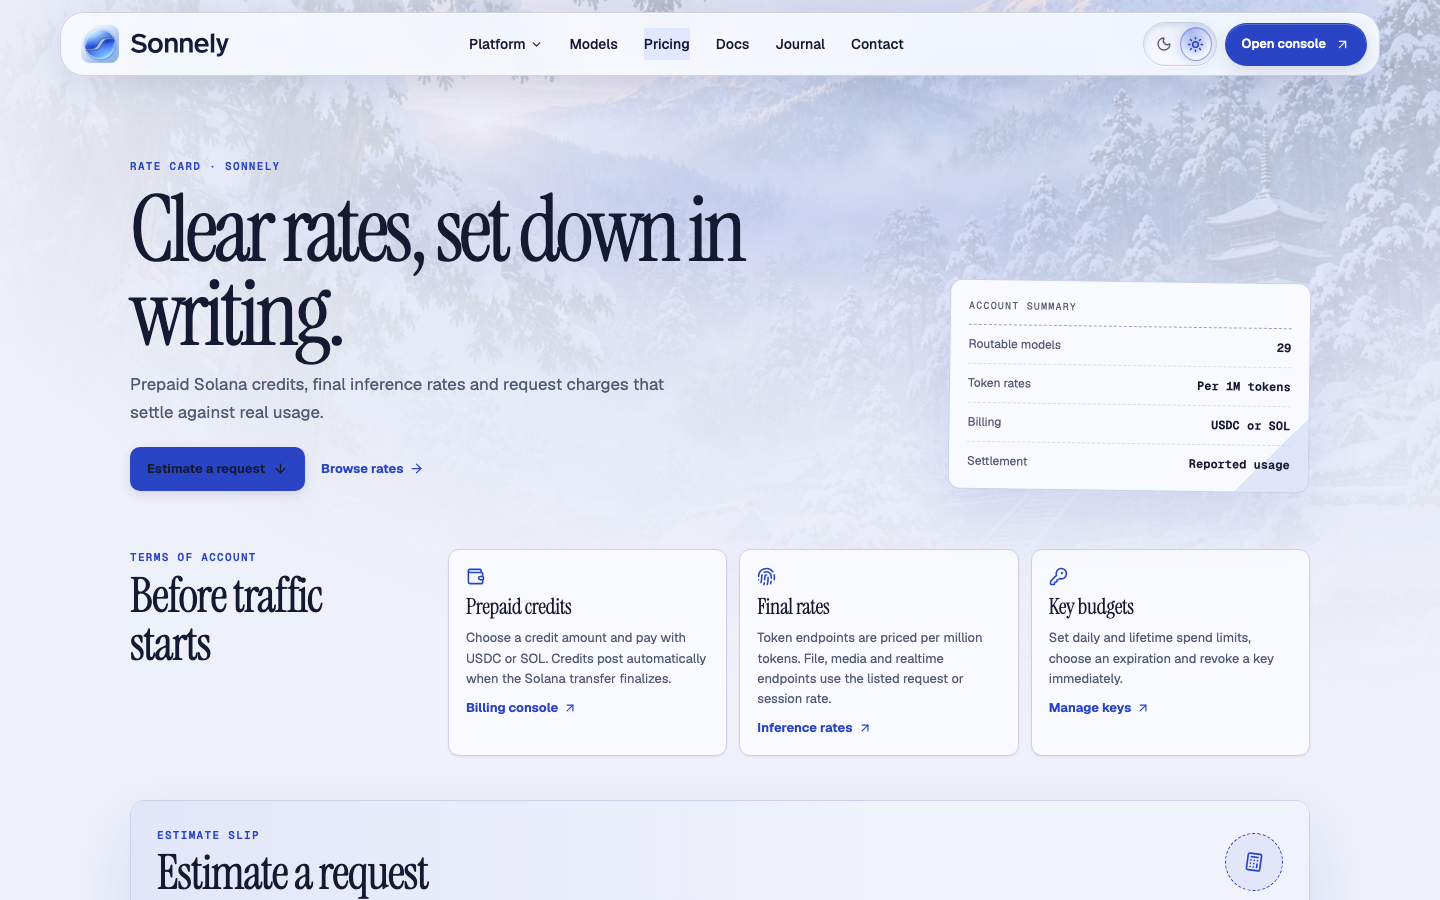 Sonnely
Platform
Models
Pricing
Docs
Journal
Contact
Open console
RATE CARD · SONNELY
Clear rates, set down in
writing.
Prepaid Solana credits, final inference rates and request charges that
settle against real usage.
Estimate a request
Browse rates
ACCOUNT SUMMARY
Routable models 29
Token rates Per 1M tokens
Billing USDC or SOL
Settlement Reported usage
TERMS OF ACCOUNT
Before traffic
starts
Prepaid credits
Choose a credit amount and pay with
USDC or SOL. Credits post automatically
when the Solana transfer finalizes.
Billing console
Final rates
Token endpoints are priced per million
tokens. File, media and realtime
endpoints use the listed request or
session rate.
Inference rates
Key budgets
Set daily and lifetime spend limits,
choose an expiration and revoke a key
immediately.
Manage keys
ESTIMATE SLIP
Estimate a request